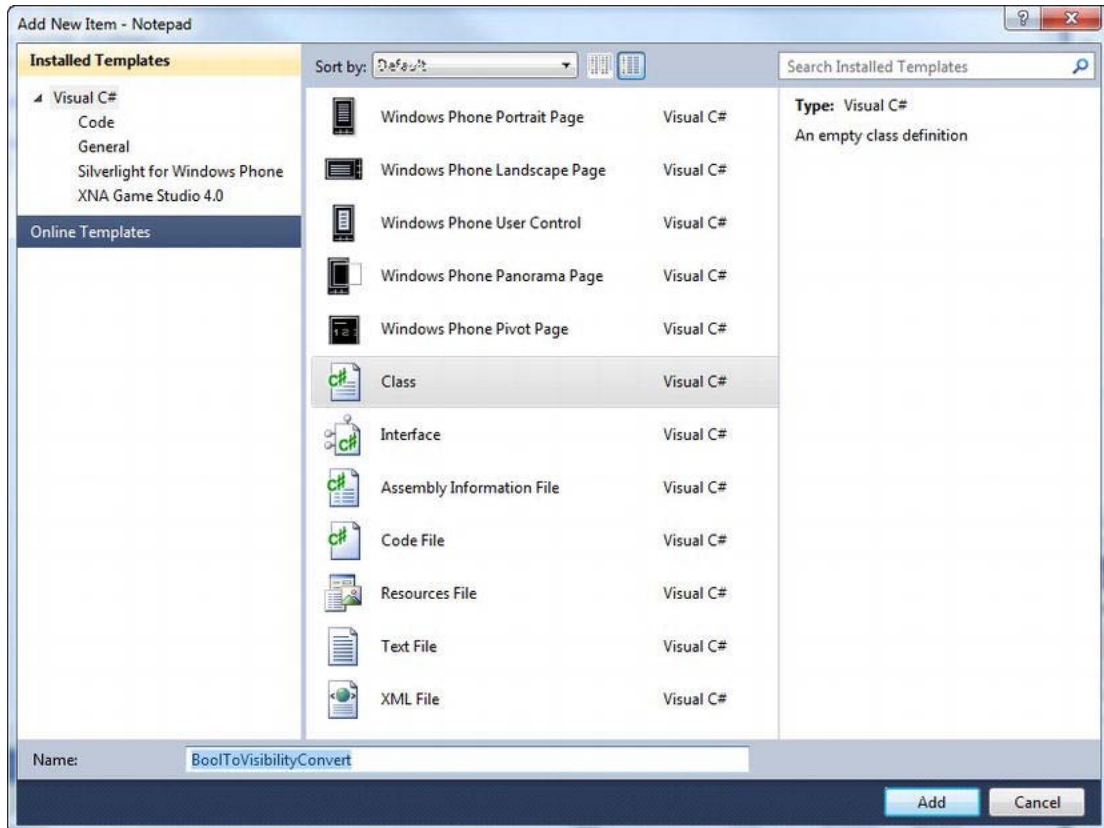 Add New Item - Notepad
Installed Templates
Visual C#
Code
General
Silverlight for Windows Phone
XNA Game Studio 4.0
Online Templates
Sort by: Default
Search Installed Templates
Windows Phone Portrait Page Visual C#
Windows Phone Landscape Page Visual C#
Windows Phone User Control Visual C#
Windows Phone Panorama Page Visual C#
Windows Phone Pivot Page Visual C#
Class Visual C#
Interface Visual C#
Assembly Information File Visual C#
Code File Visual C#
Resources File Visual C#
Text File Visual C#
XML File Visual C#
Type: Visual C#
An empty class definition
Name: BoolToVisibilityConvert
Add Cancel